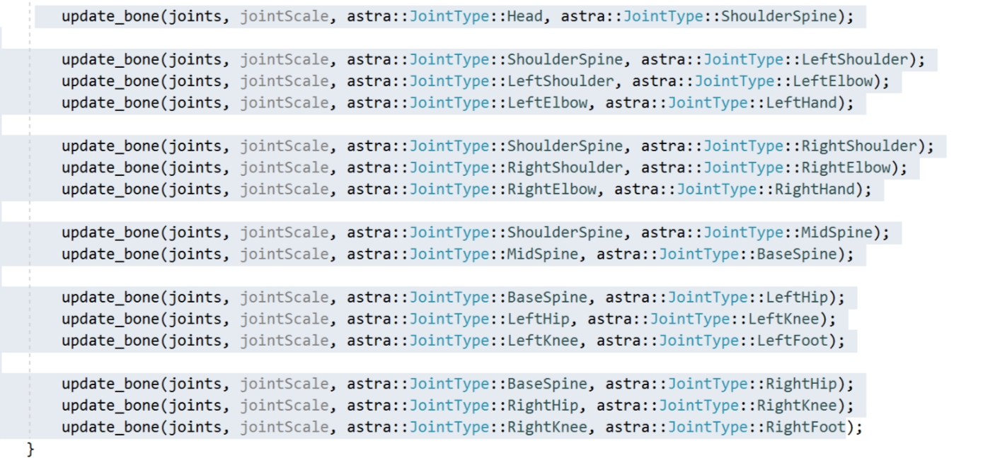 update_bone(joints, jointScale, astra::JointType::Head, astra::JointType::ShoulderSpine);
update_bone(joints, jointScale, astra::JointType::ShoulderSpine, astra::JointType::LeftShoulder);
update_bone(joints, jointScale, astra::JointType::LeftShoulder, astra::JointType::LeftElbow);
update_bone(joints, jointScale, astra::JointType::LeftElbow, astra::JointType::LeftHand);
update_bone(joints, jointScale, astra::JointType::ShoulderSpine, astra::JointType::RightShoulder);
update_bone(joints, jointScale, astra::JointType::RightShoulder, astra::JointType::RightElbow);
update_bone(joints, jointScale, astra::JointType::RightElbow, astra::JointType::RightHand);
update_bone(joints, jointScale, astra::JointType::ShoulderSpine, astra::JointType::MidSpine);
update_bone(joints, jointScale, astra::JointType::MidSpine, astra::JointType::BaseSpine);
update_bone(joints, jointScale, astra::JointType::BaseSpine, astra::JointType::LeftHip);
update_bone(joints, jointScale, astra::JointType::LeftHip, astra::JointType::LeftKnee);
update_bone(joints, jointScale, astra::JointType::LeftKnee, astra::JointType::LeftFoot);
update_bone(joints, jointScale, astra::JointType::BaseSpine, astra::JointType::RightHip);
update_bone(joints, jointScale, astra::JointType::RightHip, astra::JointType::RightKnee);
update_bone(joints, jointScale, astra::JointType::RightKnee, astra::JointType::RightFoot);
}